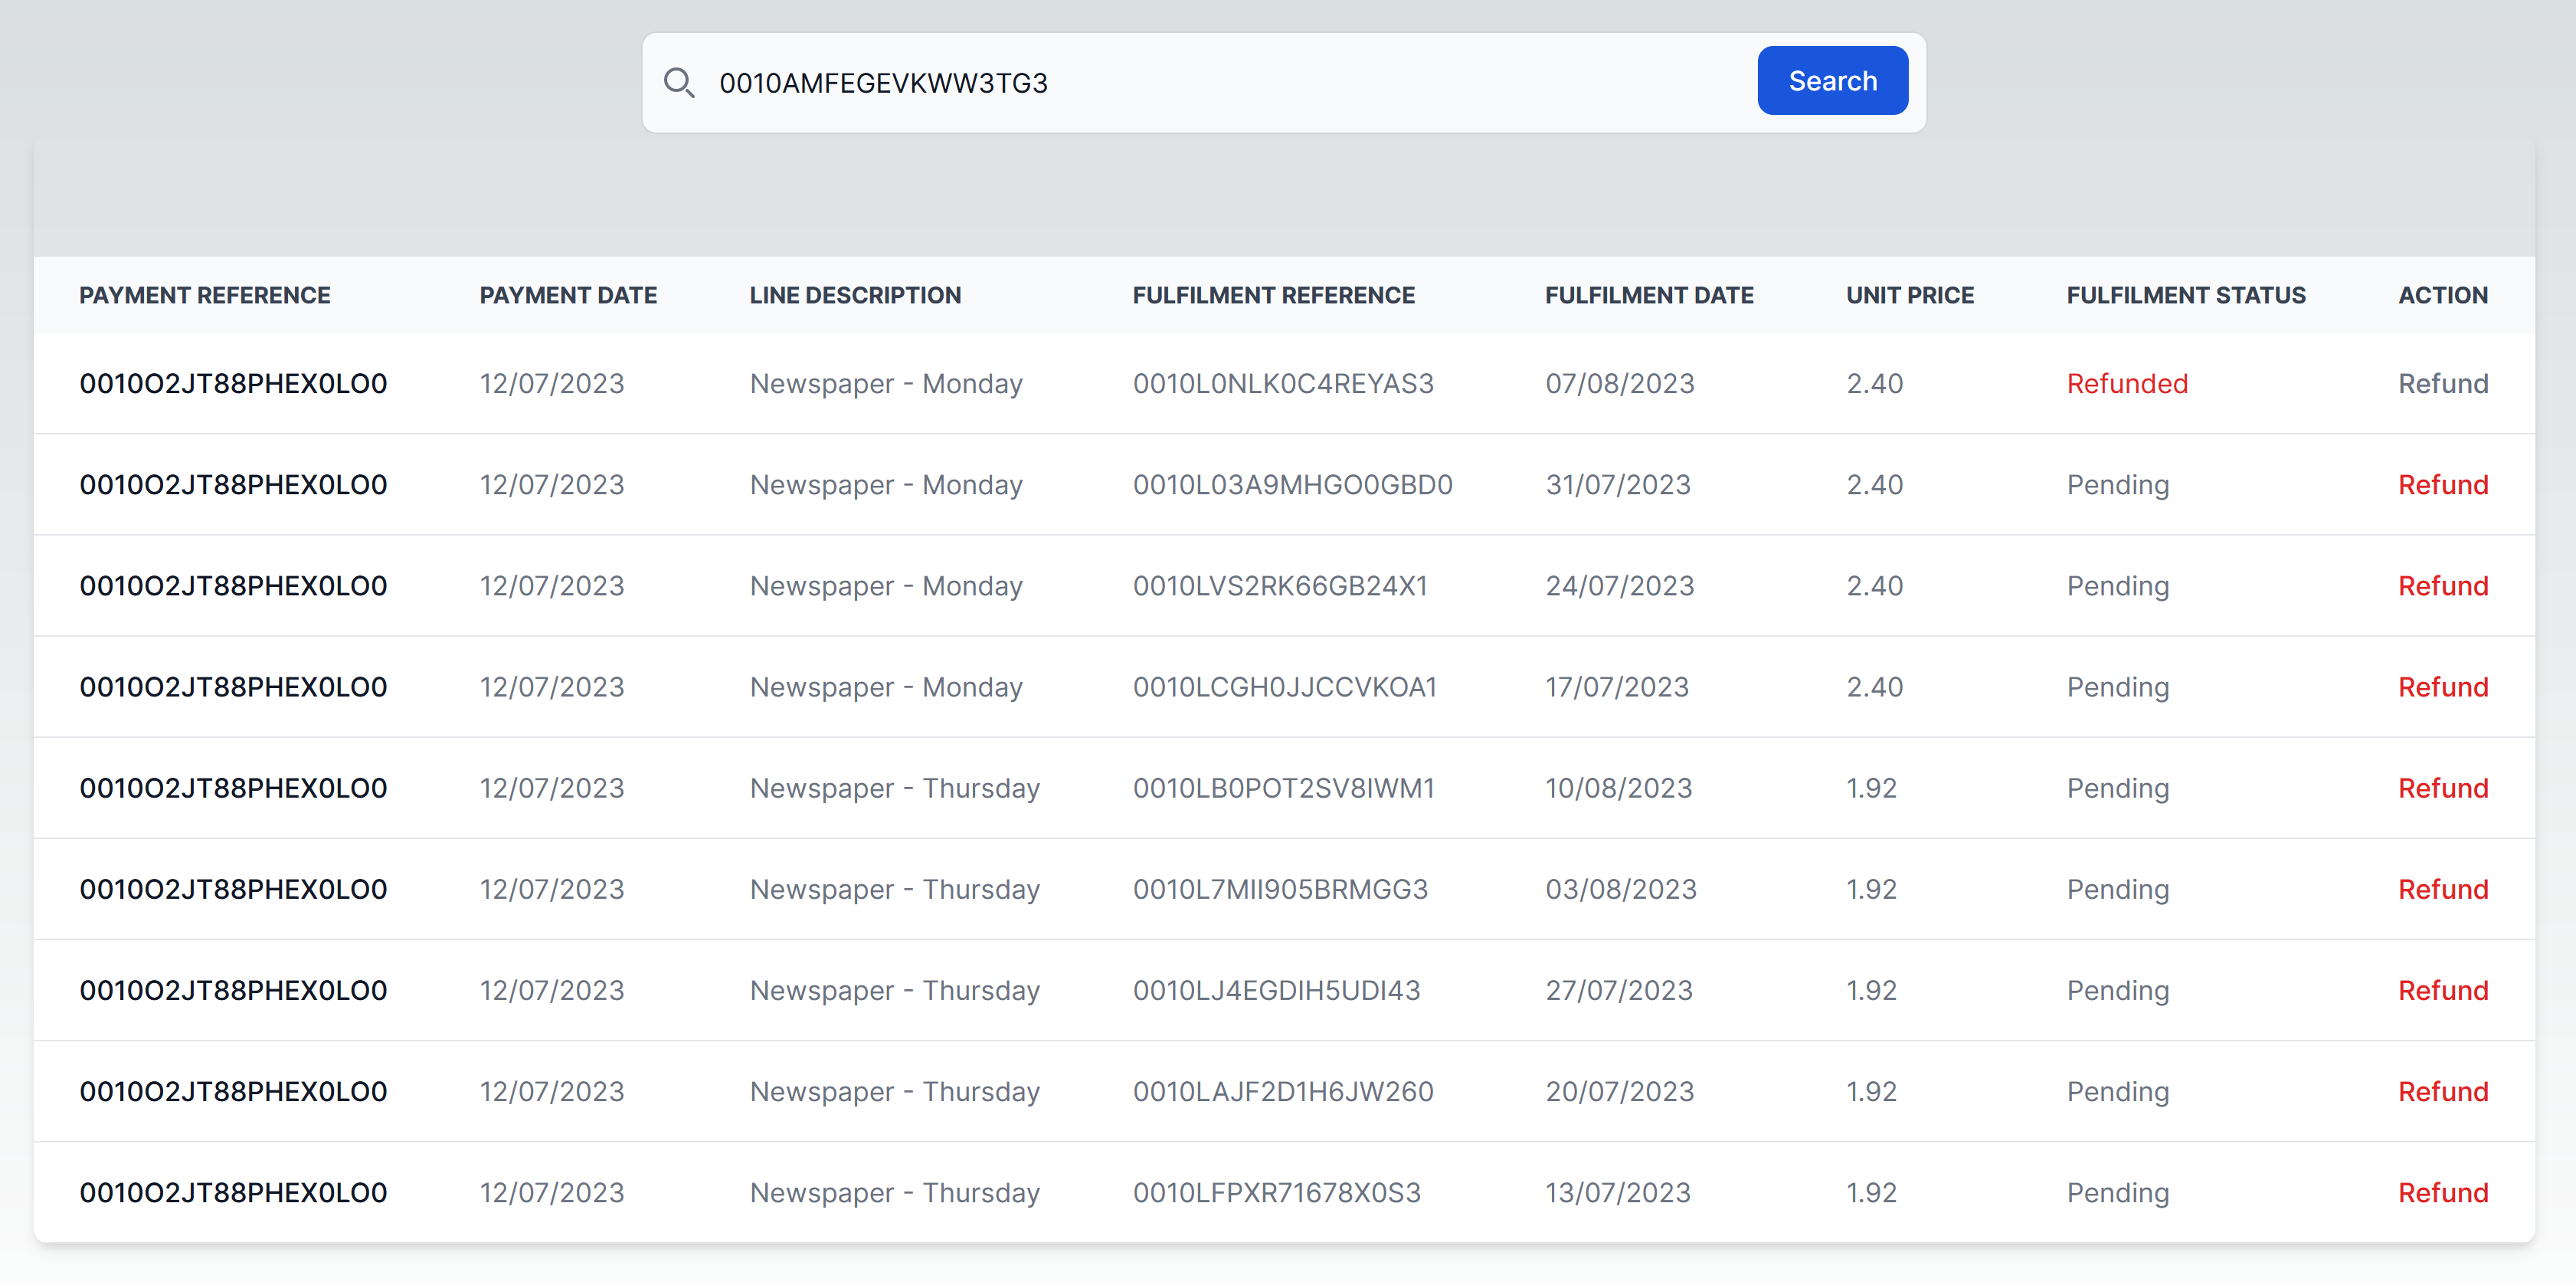 0010AMFEGEVKWW3TG3 Search
PAYMENT REFERENCE PAYMENT DATE LINE DESCRIPTION FULFILMENT REFERENCE FULFILMENT DATE UNIT PRICE FULFILMENT STATUS ACTION
0010O2JT88PHEX0LO0 12/07/2023 Newspaper - Monday 0010L0NLK0C4REYAS3 07/08/2023 2.40 Refunded Refund
0010O2JT88PHEX0LO0 12/07/2023 Newspaper - Monday 0010L03A9MHGO0GBD0 31/07/2023 2.40 Pending Refund
0010O2JT88PHEX0LO0 12/07/2023 Newspaper - Monday 0010LVS2RK66GB24X1 24/07/2023 2.40 Pending Refund
0010O2JT88PHEX0LO0 12/07/2023 Newspaper - Monday 0010LCGH0JJCCVKOA1 17/07/2023 2.40 Pending Refund
0010O2JT88PHEX0LO0 12/07/2023 Newspaper - Thursday 0010LB0POT2SV8IWM1 10/08/2023 1.92 Pending Refund
0010O2JT88PHEX0LO0 12/07/2023 Newspaper - Thursday 0010L7MII905BRMGG3 03/08/2023 1.92 Pending Refund
0010O2JT88PHEX0LO0 12/07/2023 Newspaper - Thursday 0010LJ4EGDIH5UDI43 27/07/2023 1.92 Pending Refund
0010O2JT88PHEX0LO0 12/07/2023 Newspaper - Thursday 0010LAJF2D1H6JW260 20/07/2023 1.92 Pending Refund
0010O2JT88PHEX0LO0 12/07/2023 Newspaper - Thursday 0010LFPXR71678X0S3 13/07/2023 1.92 Pending Refund